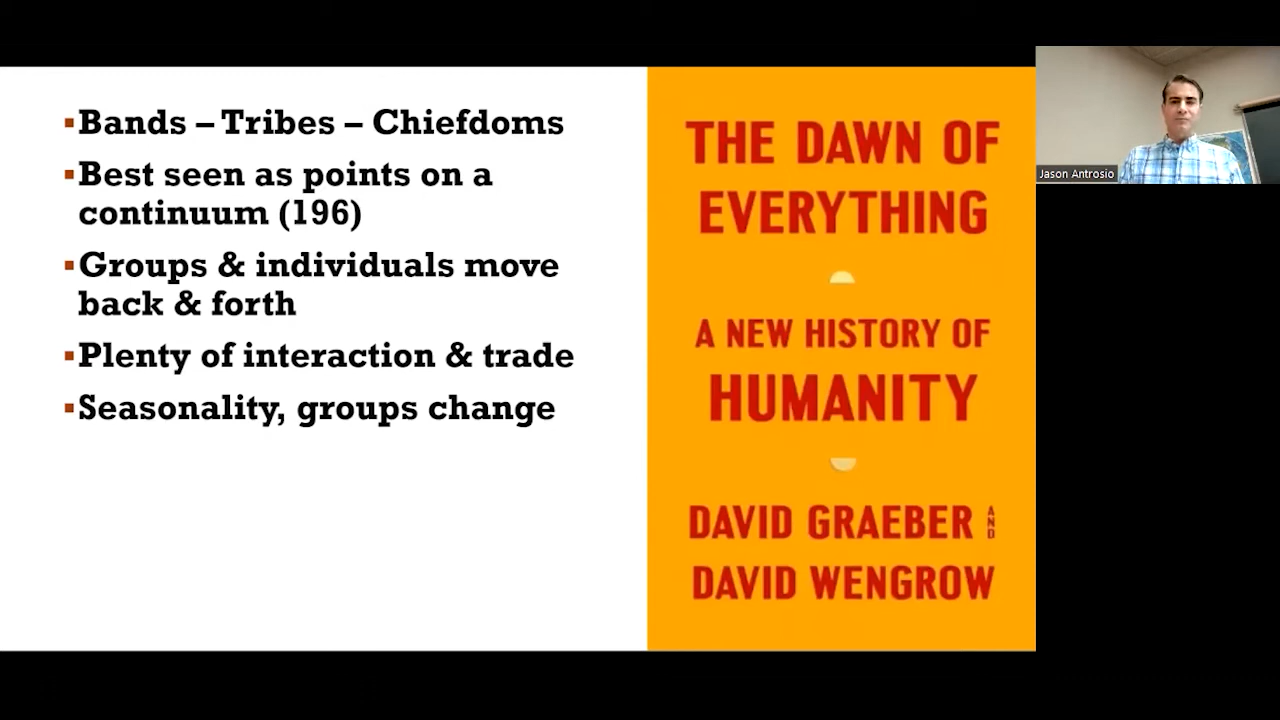 ▪Bands – Tribes – Chiefdoms
▪Best seen as points on a
continuum (196)
▪Groups & individuals move
back & forth
▪Plenty of interaction & trade
▪Seasonality, groups change
THE DAWN OF
EVERYTHING
A NEW HISTORY OF
HUMANITY
DAVID GRAEBER AND
DAVID WENGROW
Jason Antrosio